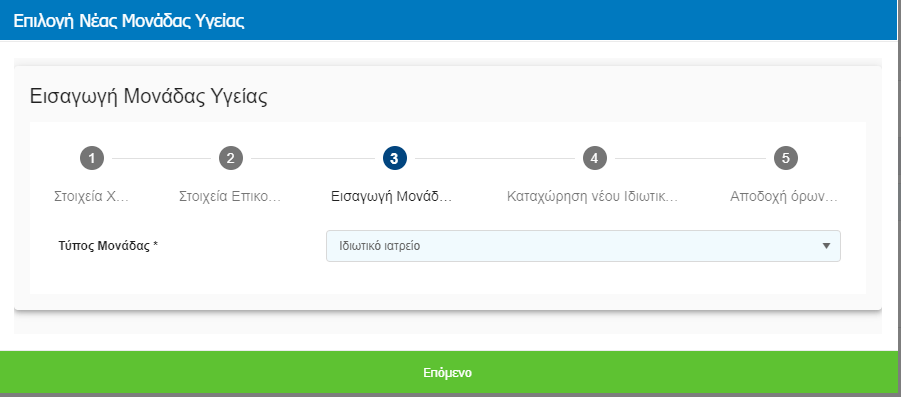 Επιλογή Νέας Μονάδας Υγείας
Εισαγωγή Μονάδας Υγείας
1 2 3 4 5
Στοιχεία Χ... Στοιχεία Επικο... Εισαγωγή Μονάδ... Καταχώρηση νέου Ιδιωτικ... Αποδοχή όρων...
Τύπος Μονάδας * Ιδιωτικό ιατρείο
Επόμενο